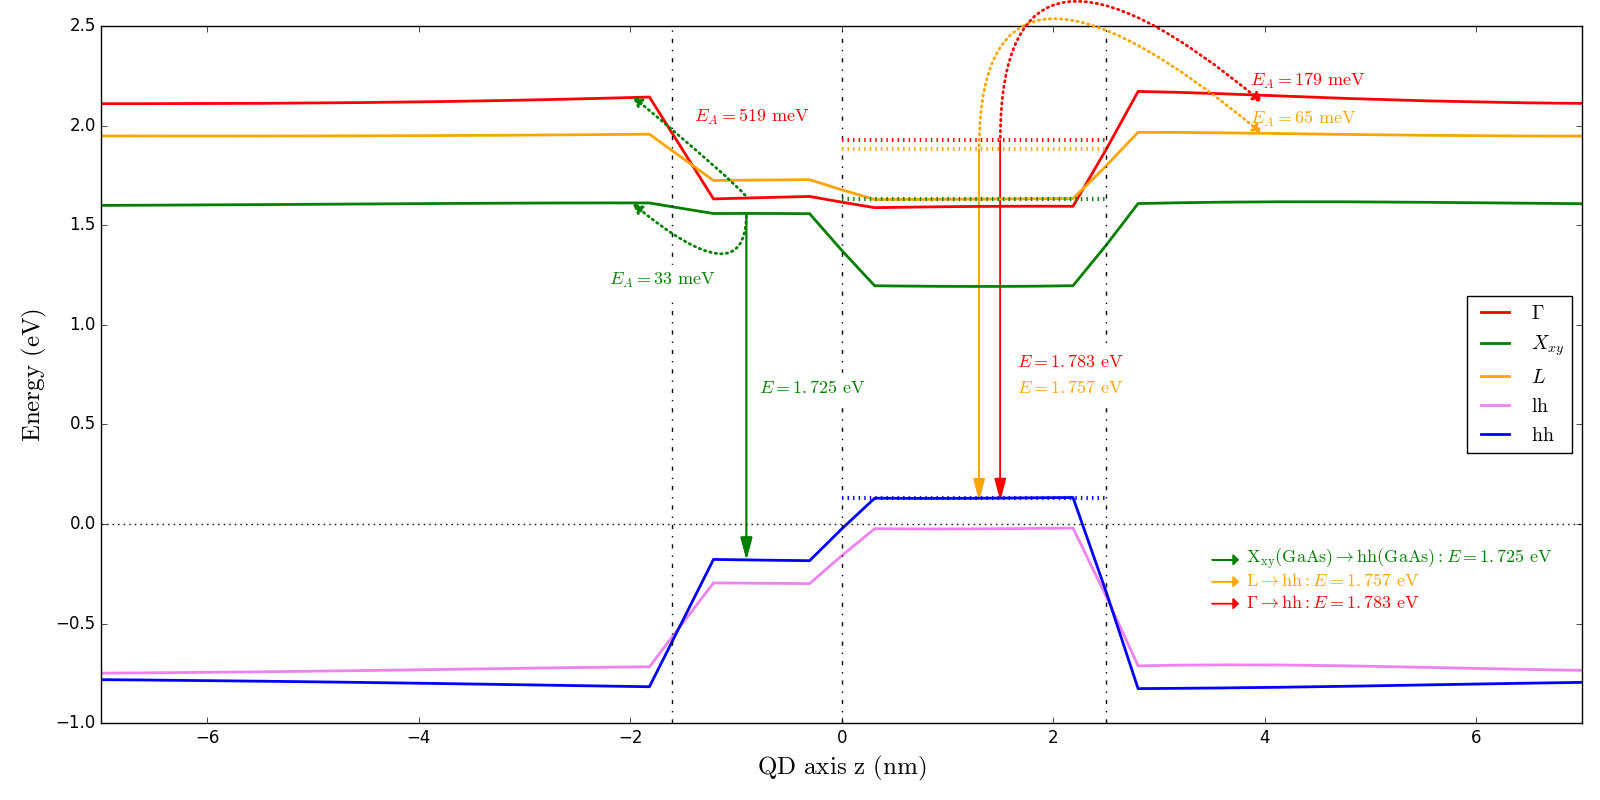 2.5
2.0
1.5
1.0
0.5
0.0
−0.5
−1.0
Energy (eV)
−6
−4
−2
0
2
4
6
QD axis z (nm)
E_A = 519 meV
E_A = 179 meV
E_A = 65 meV
E_A = 33 meV
E = 1.725 eV
E = 1.783 eV
E = 1.757 eV
Γ
X_xy
L
lh
hh
X_xy(GaAs) → hh(GaAs) : E = 1.725 eV
L → hh : E = 1.757 eV
Γ → hh : E = 1.783 eV